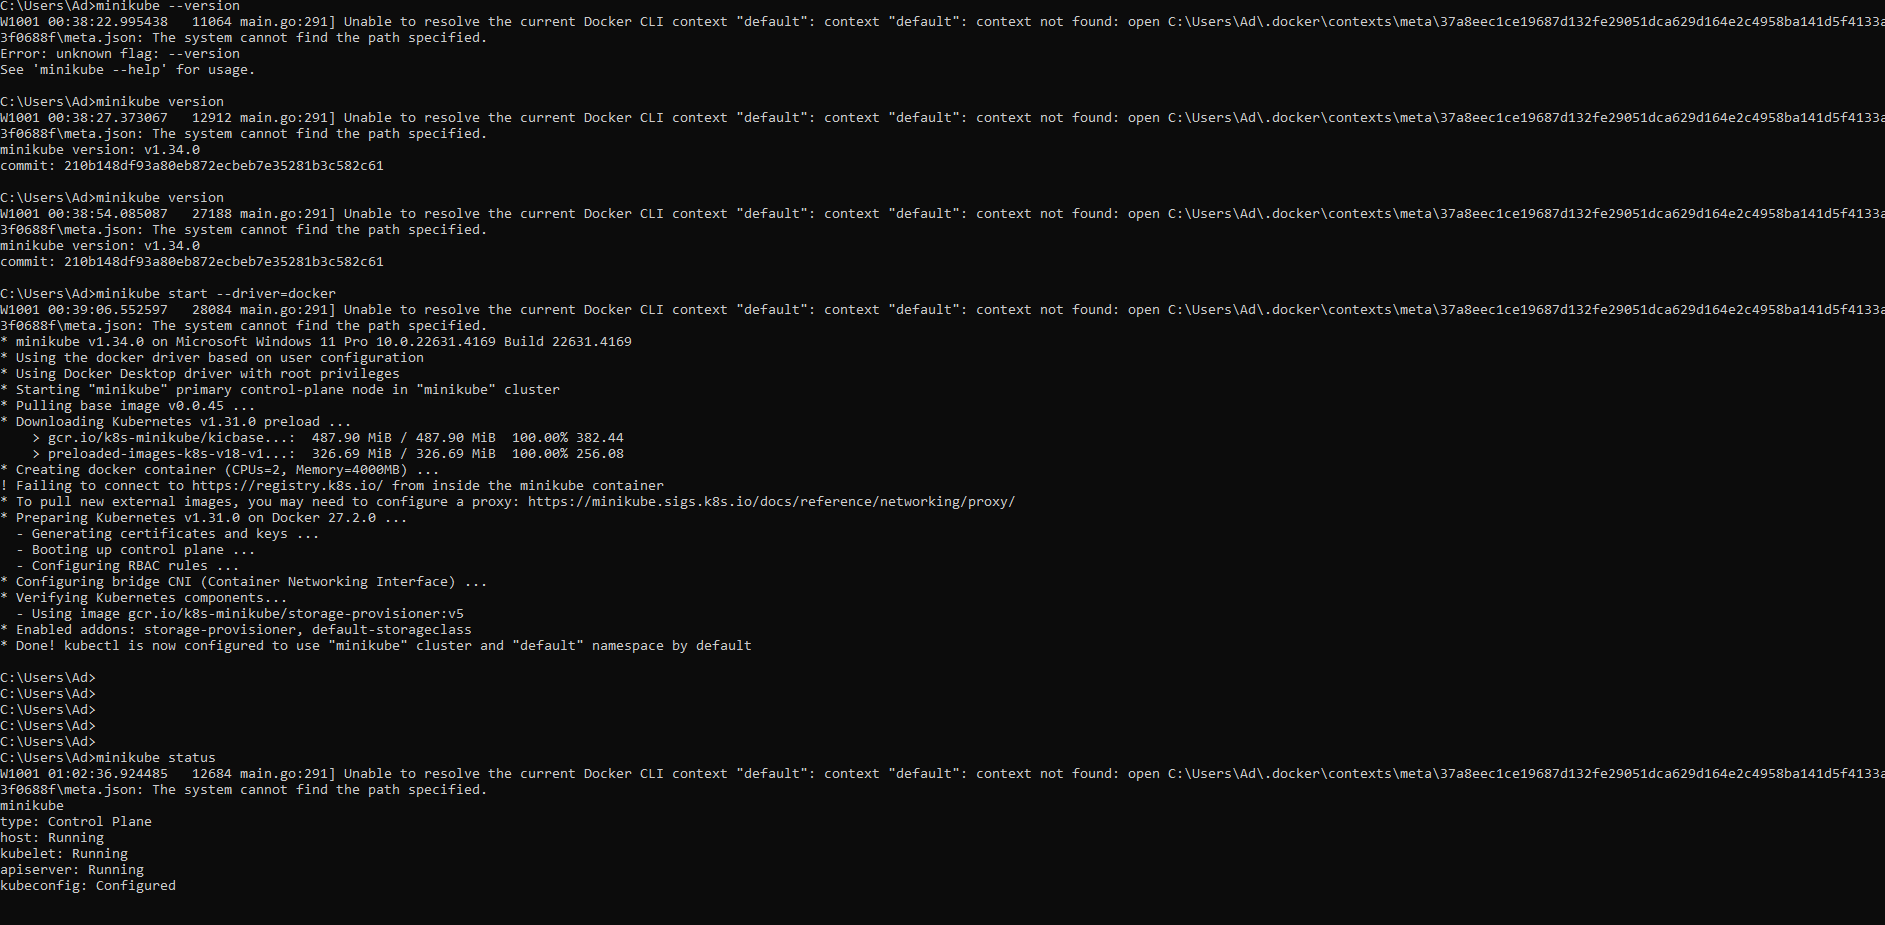 C:\Users\Ad>minikube --version
W1001 00:38:22.995438   11064 main.go:291] Unable to resolve the current Docker CLI context "default": context "default": context not found: open C:\Users\Ad\.docker\contexts\meta\37a8eec1ce19687d132fe29051dca629d164e2c4958ba141d5f4133a
3f0688f\meta.json: The system cannot find the path specified.
Error: unknown flag: --version
See 'minikube --help' for usage.
C:\Users\Ad>minikube version
W1001 00:38:27.373067   12912 main.go:291] Unable to resolve the current Docker CLI context "default": context "default": context not found: open C:\Users\Ad\.docker\contexts\meta\37a8eec1ce19687d132fe29051dca629d164e2c4958ba141d5f4133a
3f0688f\meta.json: The system cannot find the path specified.
minikube version: v1.34.0
commit: 210b148df93a80eb872ecbeb7e35281b3c582c61
C:\Users\Ad>minikube version
W1001 00:38:54.085087   27188 main.go:291] Unable to resolve the current Docker CLI context "default": context "default": context not found: open C:\Users\Ad\.docker\contexts\meta\37a8eec1ce19687d132fe29051dca629d164e2c4958ba141d5f4133a
3f0688f\meta.json: The system cannot find the path specified.
minikube version: v1.34.0
commit: 210b148df93a80eb872ecbeb7e35281b3c582c61
C:\Users\Ad>minikube start --driver=docker
W1001 00:39:06.552597   28084 main.go:291] Unable to resolve the current Docker CLI context "default": context "default": context not found: open C:\Users\Ad\.docker\contexts\meta\37a8eec1ce19687d132fe29051dca629d164e2c4958ba141d5f4133a
3f0688f\meta.json: The system cannot find the path specified.
* minikube v1.34.0 on Microsoft Windows 11 Pro 10.0.22631.4169 Build 22631.4169
* Using the docker driver based on user configuration
* Using Docker Desktop driver with root privileges
* Starting "minikube" primary control-plane node in "minikube" cluster
* Pulling base image v0.0.45 ...
* Downloading Kubernetes v1.31.0 preload ...
    > gcr.io/k8s-minikube/kicbase...:  487.90 MiB / 487.90 MiB  100.00% 382.44
    > preloaded-images-k8s-v18-v1...:  326.69 MiB / 326.69 MiB  100.00% 256.08
* Creating docker container (CPUs=2, Memory=4000MB) ...
! Failing to connect to https://registry.k8s.io/ from inside the minikube container
* To pull new external images, you may need to configure a proxy: https://minikube.sigs.k8s.io/docs/reference/networking/proxy/
* Preparing Kubernetes v1.31.0 on Docker 27.2.0 ...
  - Generating certificates and keys ...
  - Booting up control plane ...
  - Configuring RBAC rules ...
* Configuring bridge CNI (Container Networking Interface) ...
* Verifying Kubernetes components...
  - Using image gcr.io/k8s-minikube/storage-provisioner:v5
* Enabled addons: storage-provisioner, default-storageclass
* Done! kubectl is now configured to use "minikube" cluster and "default" namespace by default
C:\Users\Ad>
C:\Users\Ad>
C:\Users\Ad>
C:\Users\Ad>
C:\Users\Ad>
C:\Users\Ad>minikube status
W1001 01:02:36.924485   12684 main.go:291] Unable to resolve the current Docker CLI context "default": context "default": context not found: open C:\Users\Ad\.docker\contexts\meta\37a8eec1ce19687d132fe29051dca629d164e2c4958ba141d5f4133a
3f0688f\meta.json: The system cannot find the path specified.
minikube
type: Control Plane
host: Running
kubelet: Running
apiserver: Running
kubeconfig: Configured